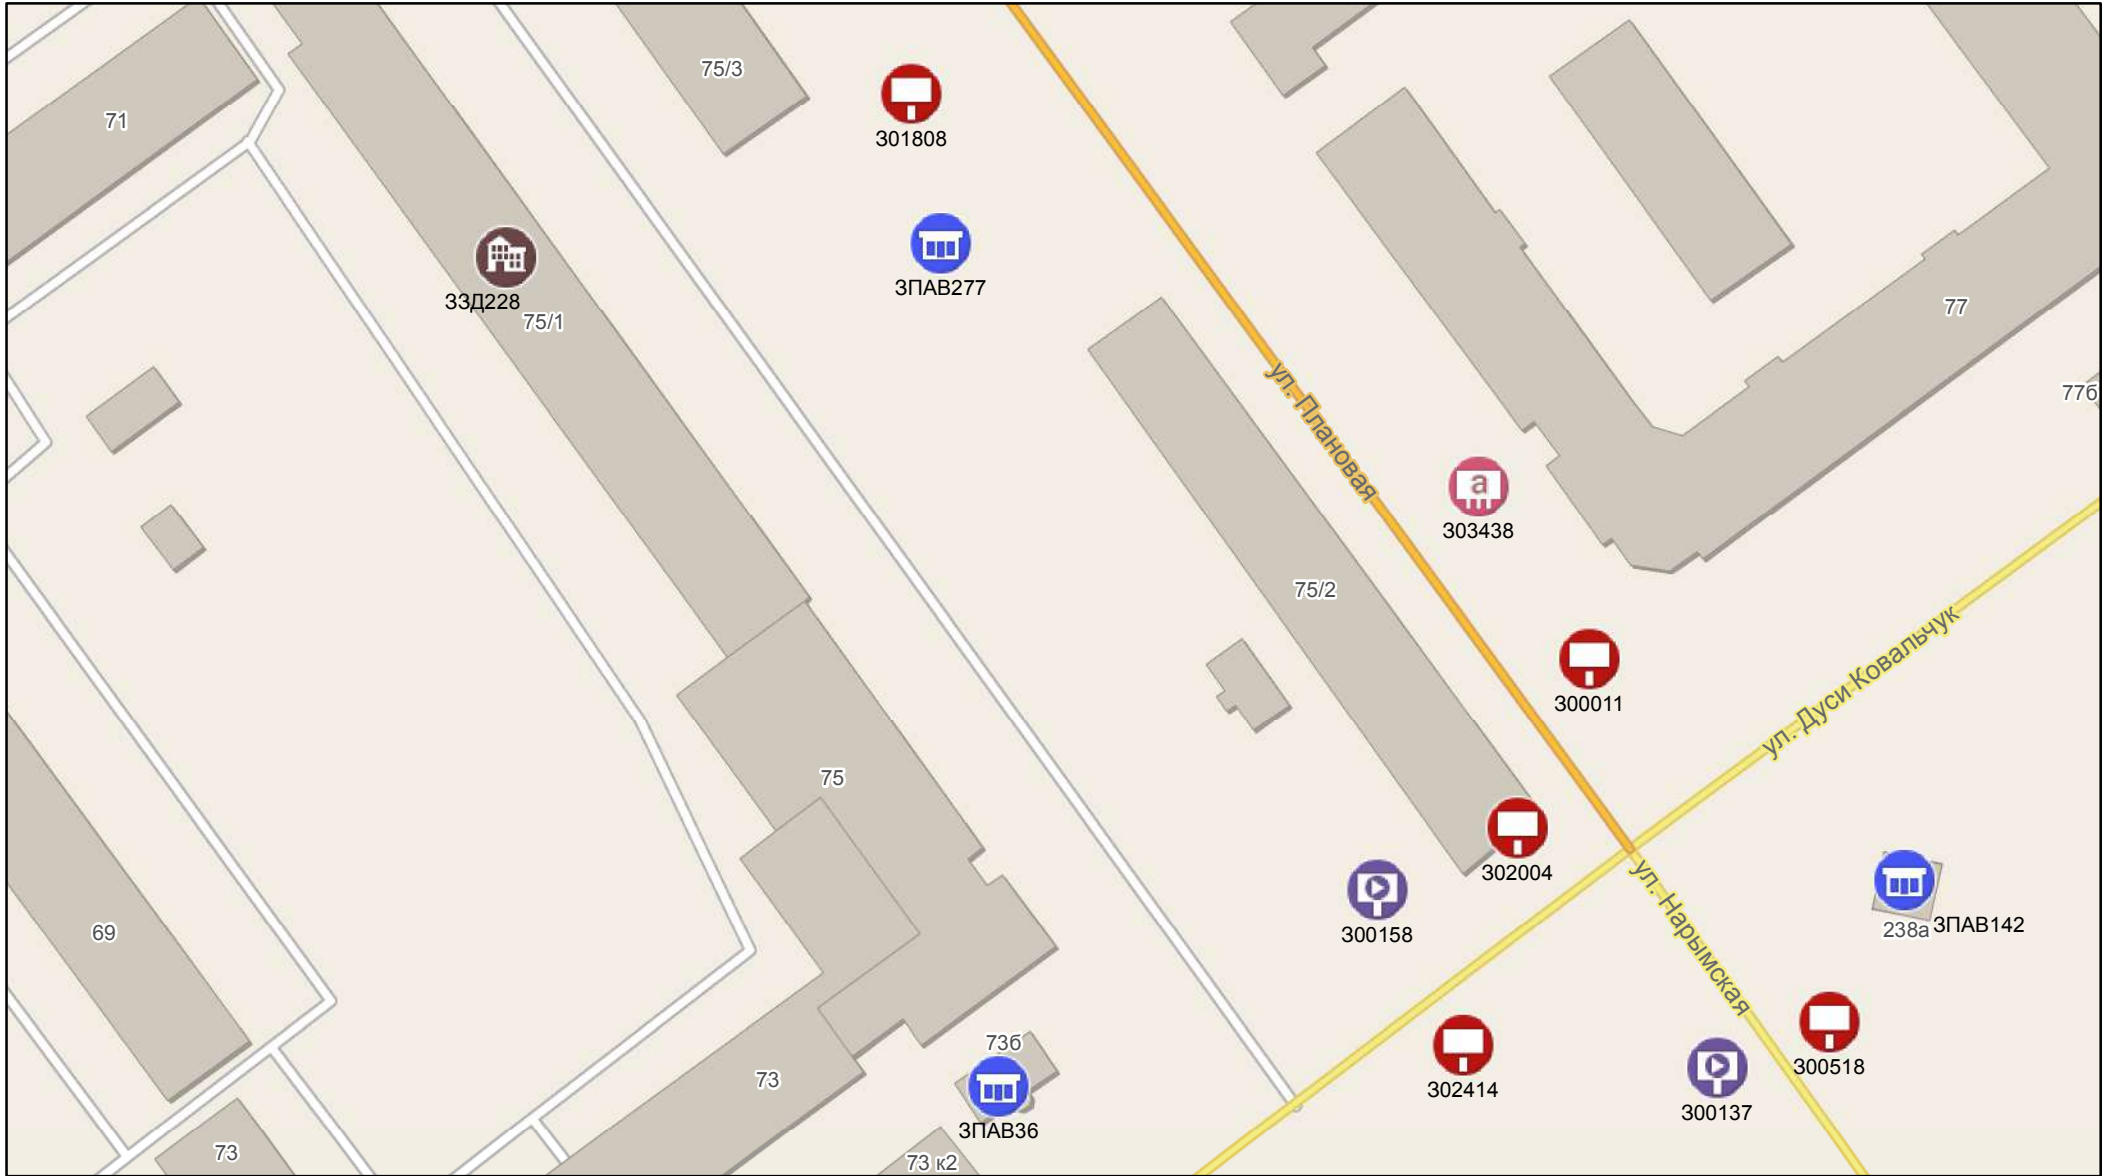 75/3
71
301808
ЗПАВ277
ЗЗД228
75/1
77
77б
ул. Плановая
а
303438
75/2
300011
ул. Дуси Ковальчук
75
302004
300158
69
238а
ЗПАВ142
ул. Нарымская
73б
73
302414
300518
300137
ЗПАВ36
73
73 к2